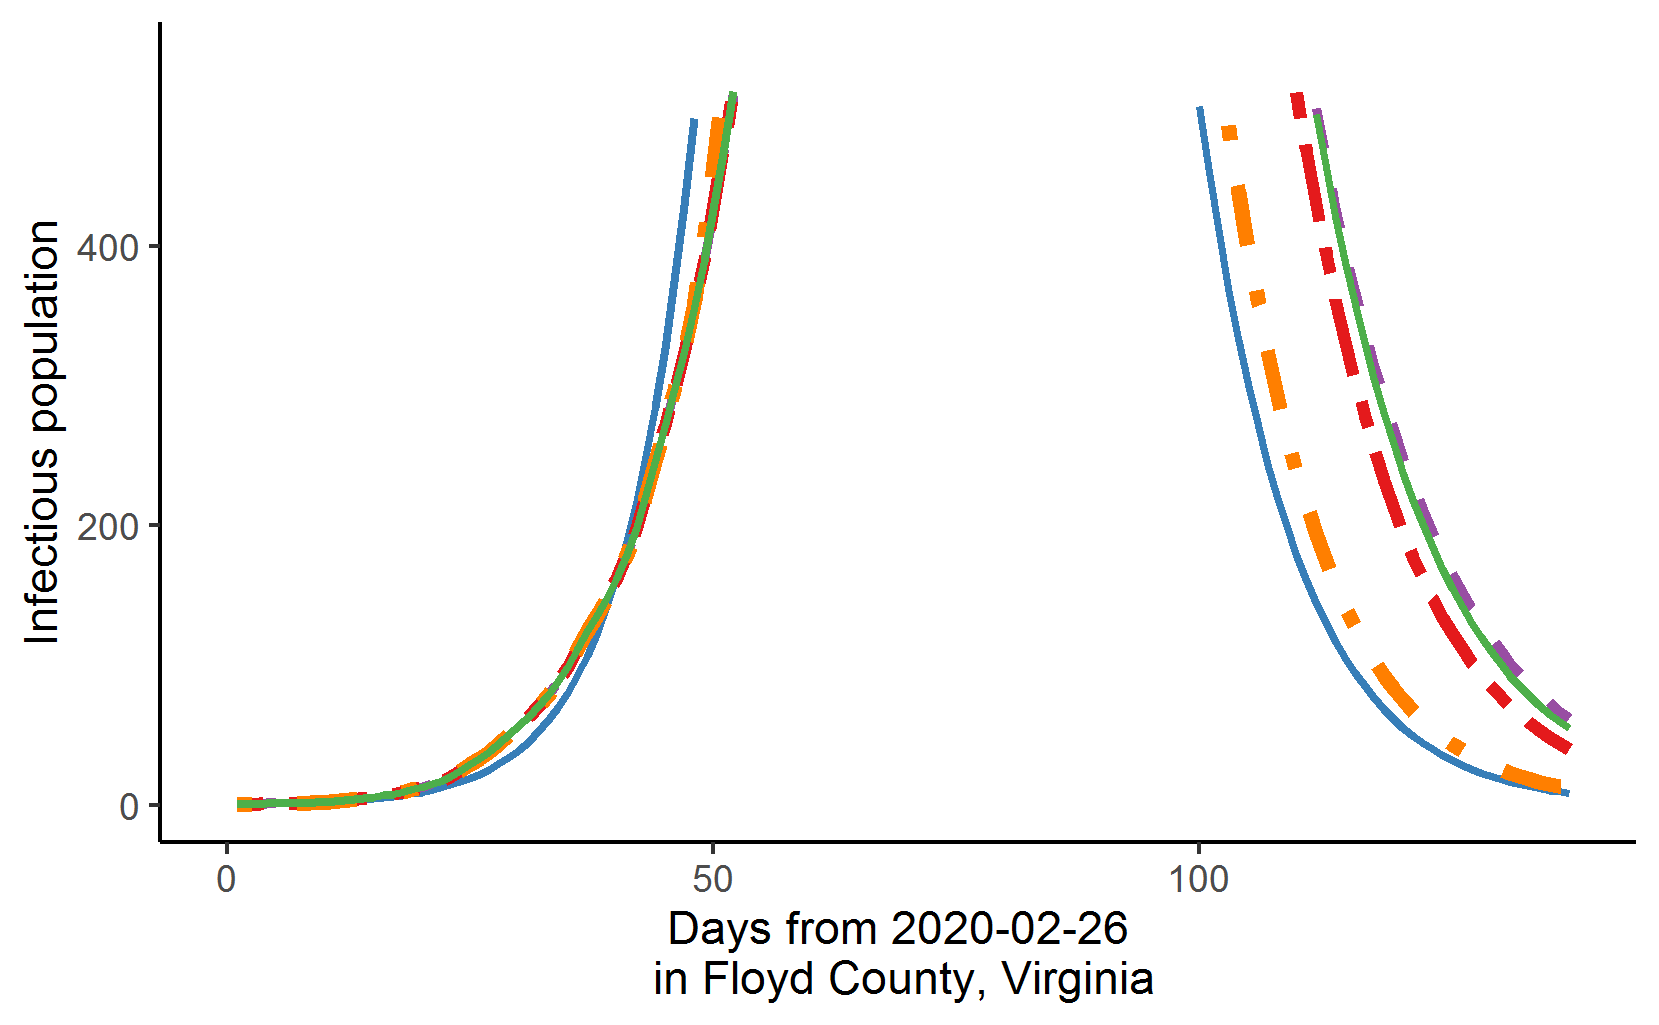 Infectious population
400
200
0
0 50 100
Days from 2020-02-26
in Floyd County, Virginia